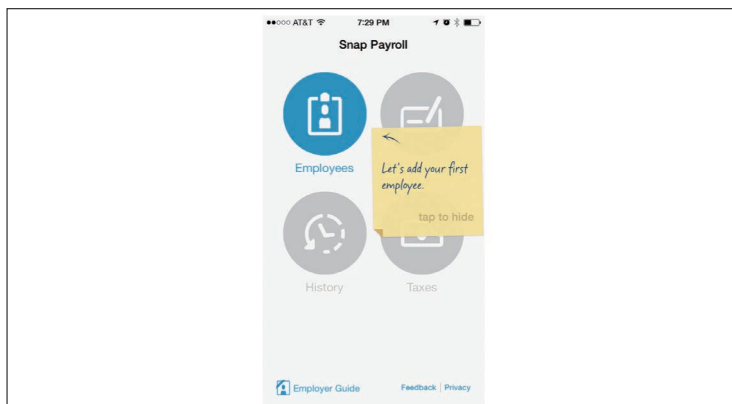 ●●○○○ AT&T 7:29 PM
Snap Payroll
Employees
Let's add your first
employee.
tap to hide
History
Taxes
Employer Guide
Feedback | Privacy